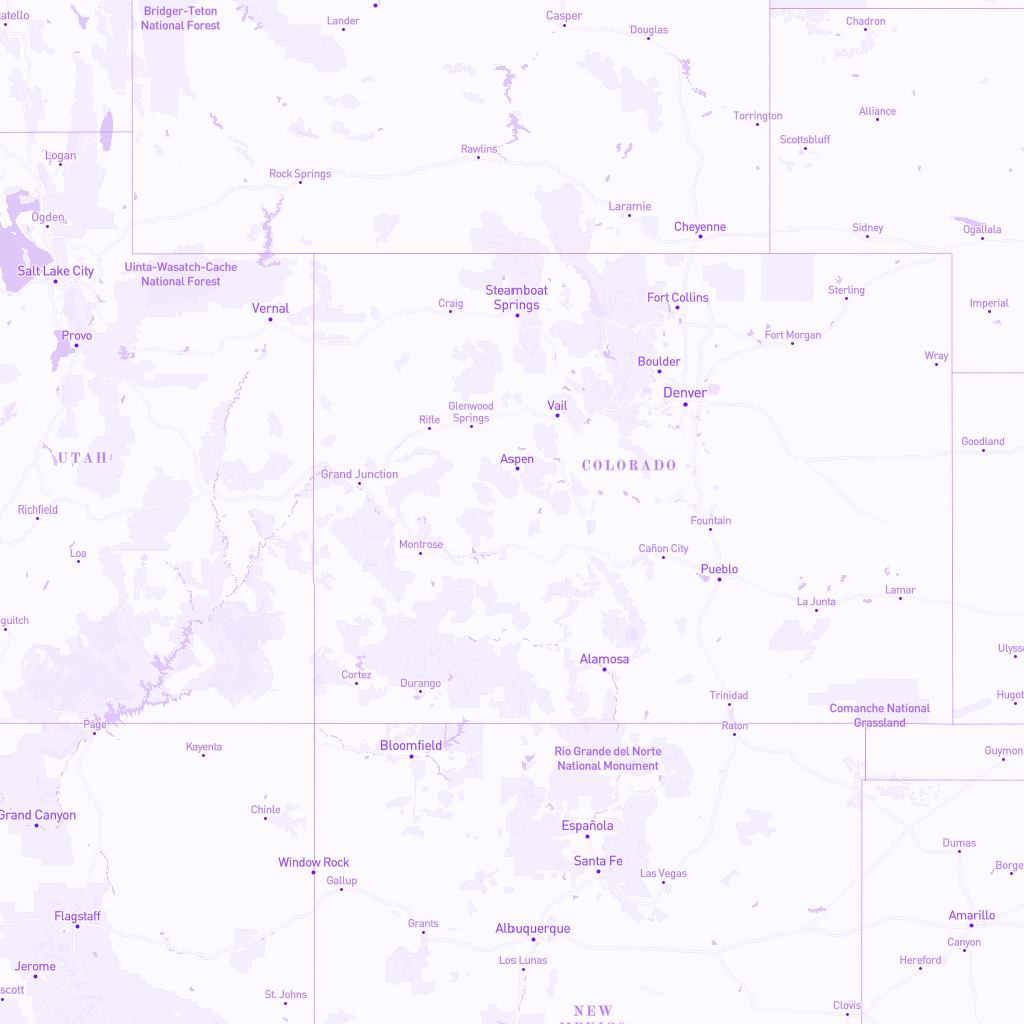 Bridger-Teton
National Forest
Lander
Casper
Douglas
Chadron
Torrington
Alliance
Scottsbluff
Logan
Rawlins
Rock Springs
Laramie
Ogden
Cheyenne
Sidney
Ogallala
Salt Lake City
Uinta-Wasatch-Cache
National Forest
Vernal
Craig
Steamboat
Springs
Fort Collins
Sterling
Imperial
Provo
Fort Morgan
Boulder
Wray
Denver
Vail
Glenwood
Springs
Rifle
UTAH
Aspen
COLORADO
Goodland
Grand Junction
Richfield
Fountain
Montrose
Cañon City
Loa
Pueblo
Lamar
La Junta
guitch
Alamosa
Ulyss
Cortez
Durango
Trinidad
Hugot
Comanche National
Grassland
Page
Raton
Kayenta
Bloomfield
Rio Grande del Norte
National Monument
Guymon
Grand Canyon
Chinle
Española
Dumas
Window Rock
Santa Fe
Gallup
Las Vegas
Borge
Flagstaff
Grants
Albuquerque
Amarillo
Canyon
Jerome
Los Lunas
Hereford
scott
St. Johns
Clovis
NEW